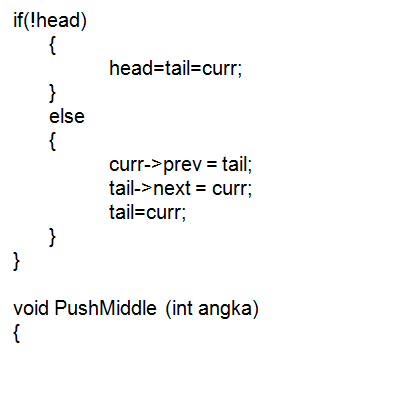 if(!head)
{
head=tail=curr;
}
else
{
curr->prev = tail;
tail->next = curr;
tail=curr;
}
}
void PushMiddle (int angka)
{